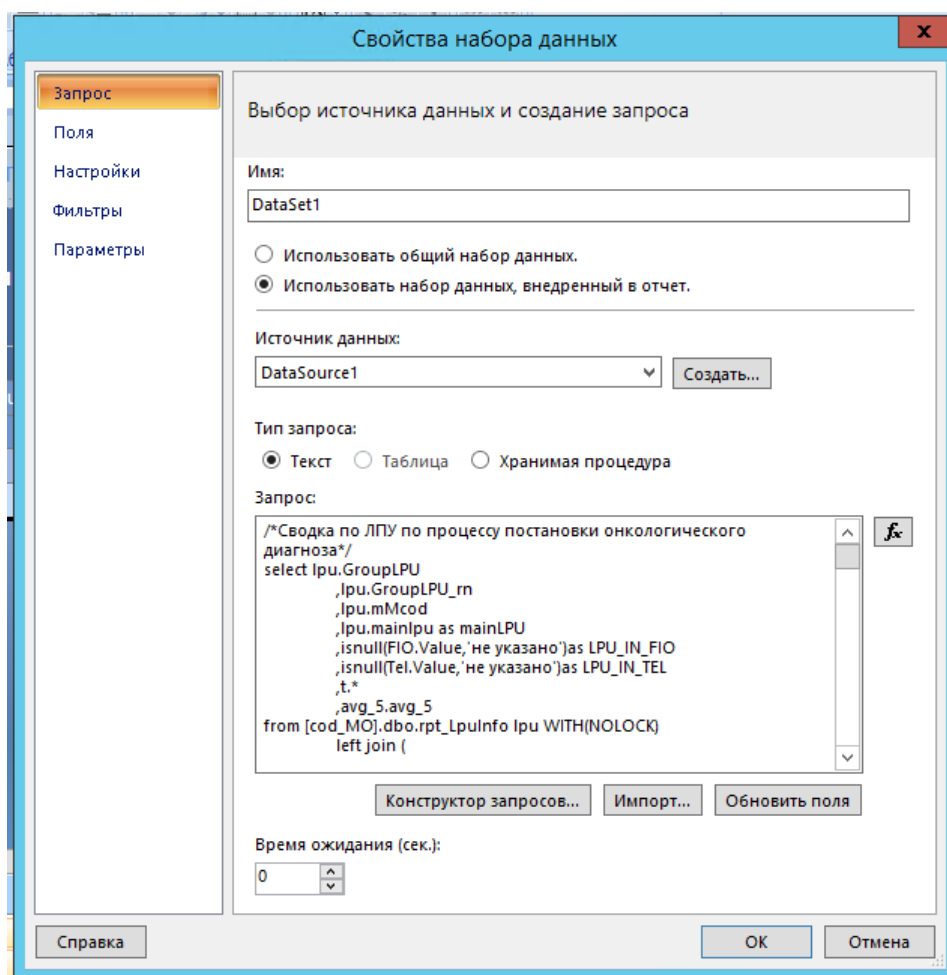 Свойства набора данных
x
Запрос
Поля
Настройки
Фильтры
Параметры
Выбор источника данных и создание запроса
Имя:
DataSet1
Использовать общий набор данных.
Использовать набор данных, внедренный в отчет.
Источник данных:
DataSource1
Создать...
Тип запроса:
Текст Таблица Хранимая процедура
Запрос:
/*Сводка по ЛПУ по процессу постановки онкологического
диагноза*/
select lpu.GroupLPU
,lpu.GroupLPU_rn
,lpu.mMcod
,lpu.mainlpu as mainLPU
,isnull(FIO.Value,'не указано')as LPU_IN_FIO
,isnull(Tel.Value,'не указано')as LPU_IN_TEL
,t.*
,avg_5.avg_5
from [cod_MO].dbo.rpt_LpuInfo lpu WITH(NOLOCK)
left join (
fx
Конструктор запросов... Импорт... Обновить поля
Время ожидания (сек.):
0
Справка OK Отмена